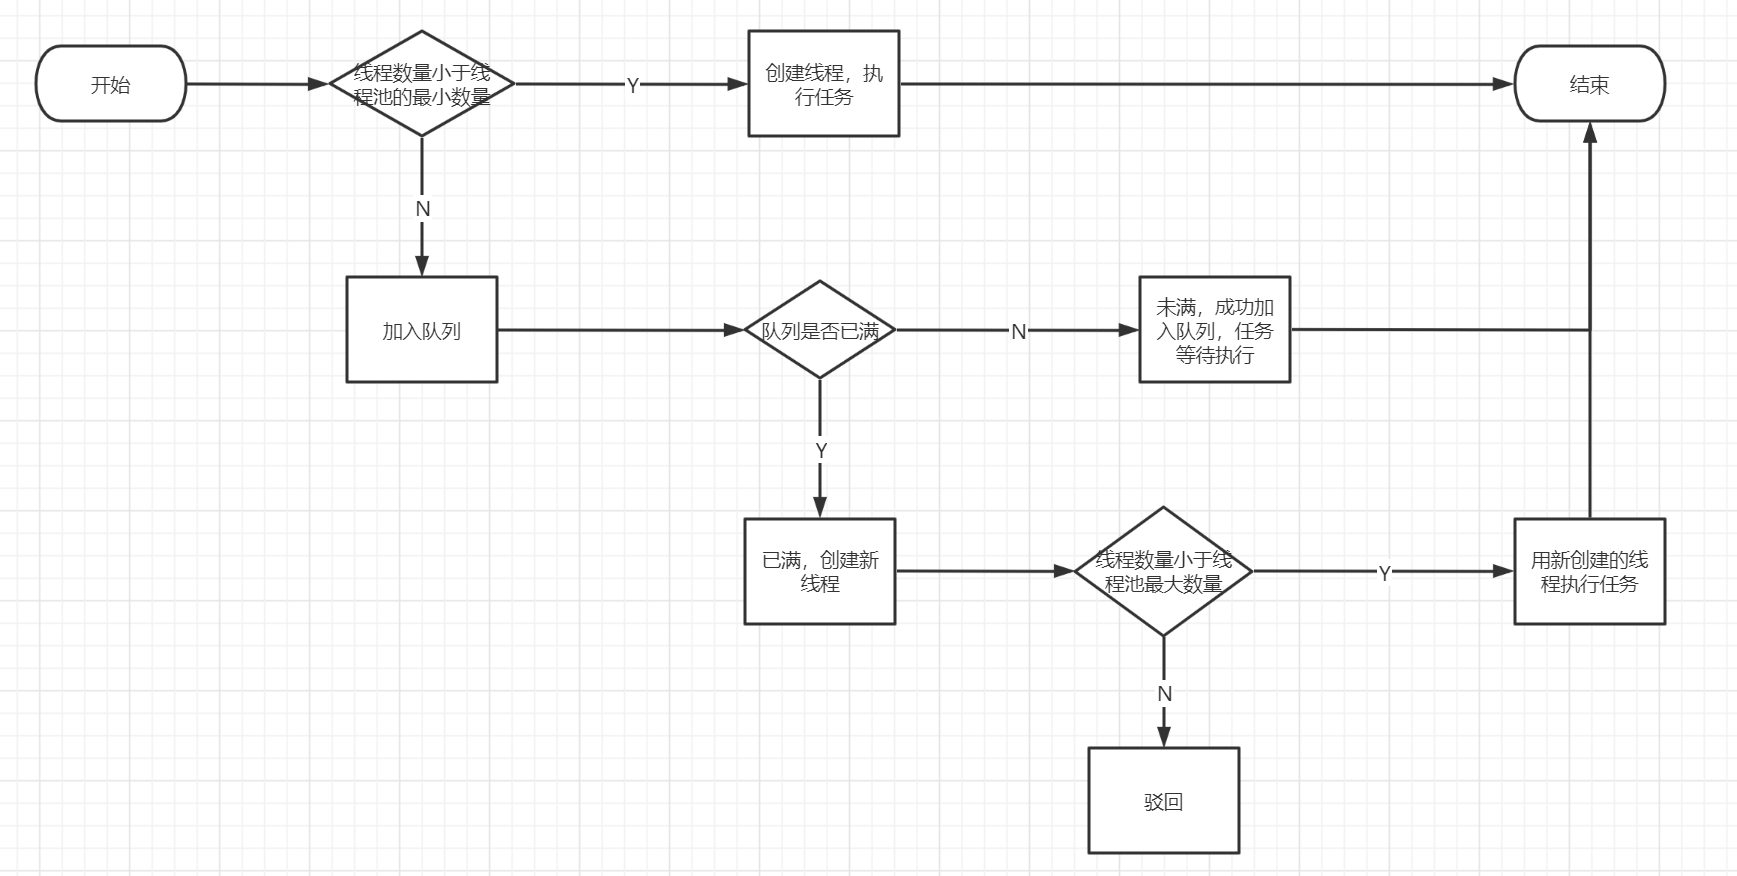 开始
线程数量小于线
程池的最小数量
Y
创建线程，执
行任务
结束
N
加入队列
队列是否已满
N
未满，成功加
入队列，任务
等待执行
Y
已满，创建新
线程
线程数量小于线
程池最大数量
Y
用新创建的线
程执行任务
N
驳回